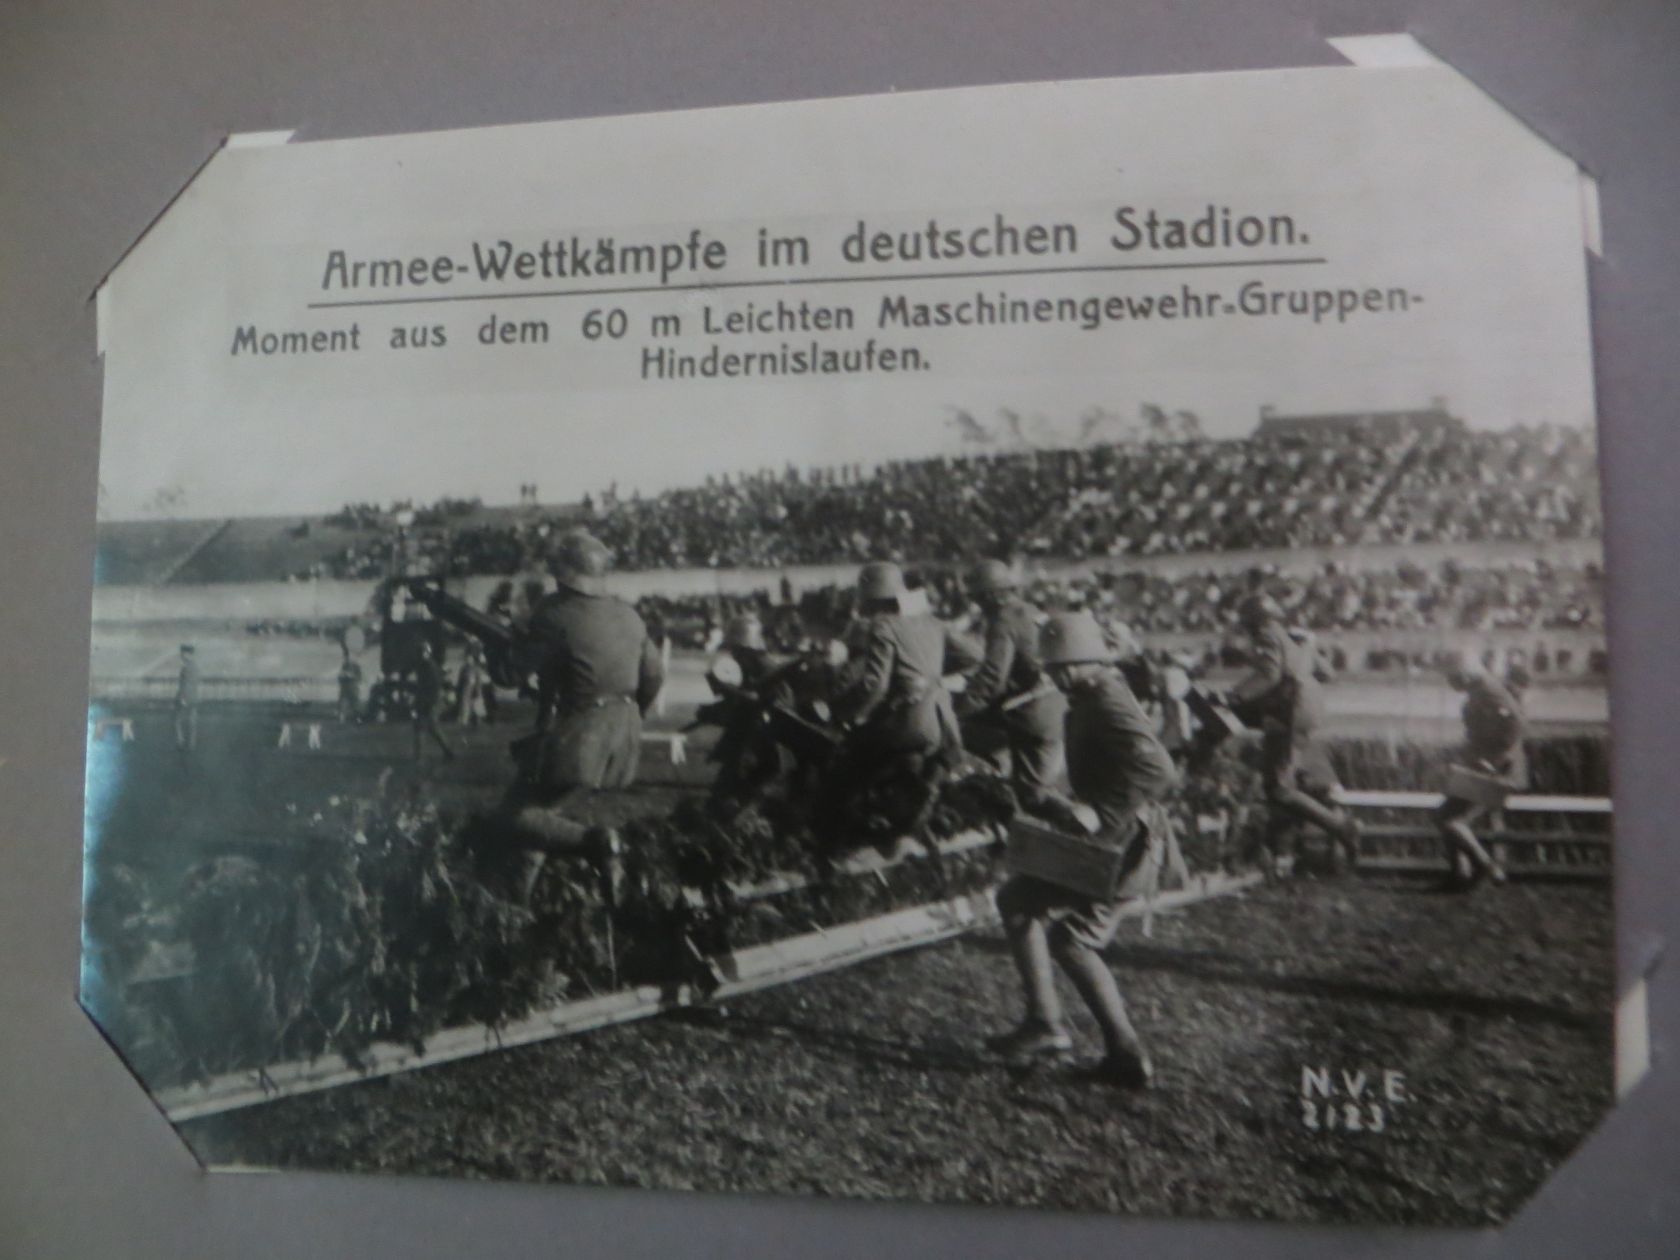 Armee-Wettkämpfe im deutschen Stadion.
Moment aus dem 60 m Leichten Maschinengewehr-Gruppen-
Hindernislaufen.
N.V.E.
2123